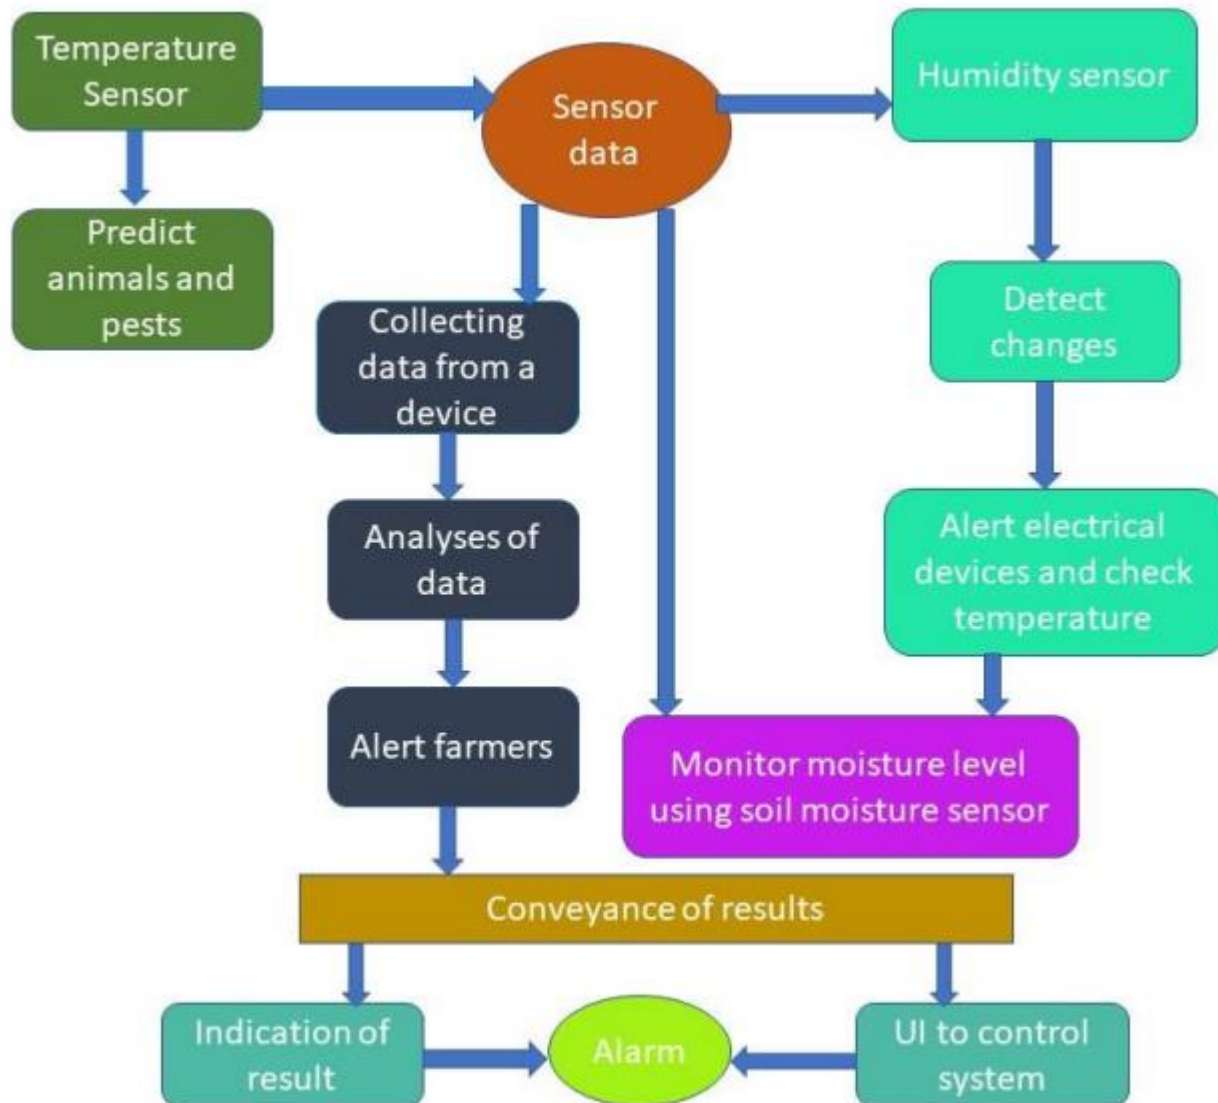 Temperature
Sensor
Sensor
data
Humidity sensor
Predict
animals and
pests
Collecting
data from a
device
Detect
changes
Analyses of
data
Alert electrical
devices and check
temperature
Alert farmers
Monitor moisture level
using soil moisture sensor
Conveyance of results
Indication of
result
Alarm
UI to control
system